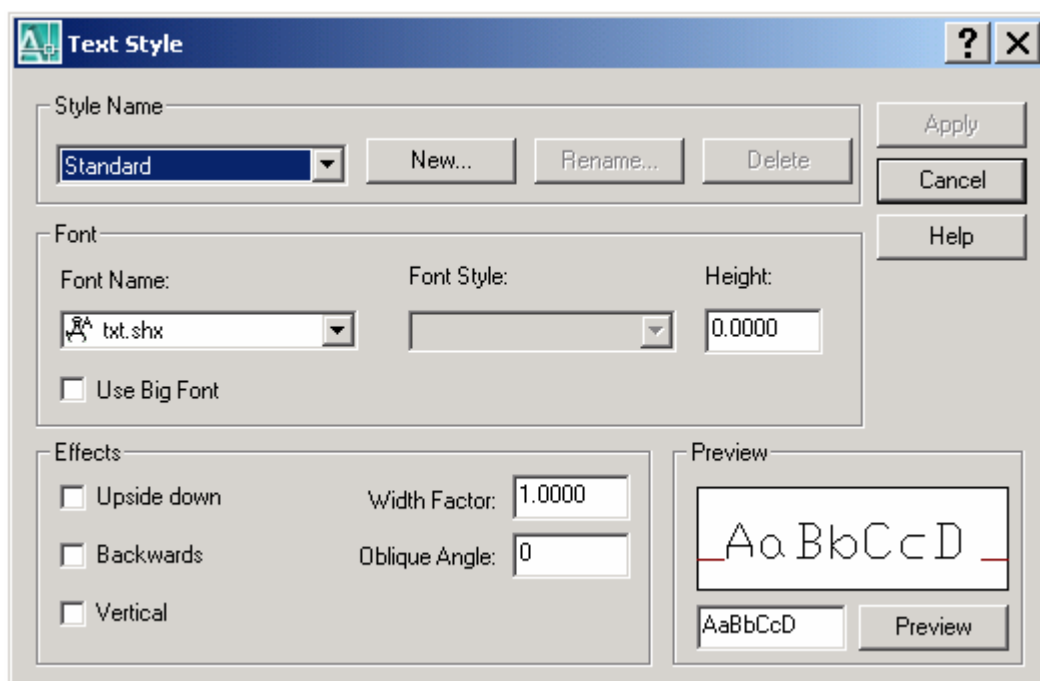 Text Style
Style Name
Apply
Standard New... Rename... Delete
Cancel
Font
Help
Font Name: Font Style: Height:
txt.shx 0.0000
Use Big Font
Effects
Upside down Width Factor: 1.0000
Backwards Oblique Angle: 0
Vertical
Preview
AaBbCcD
AaBbCcD Preview